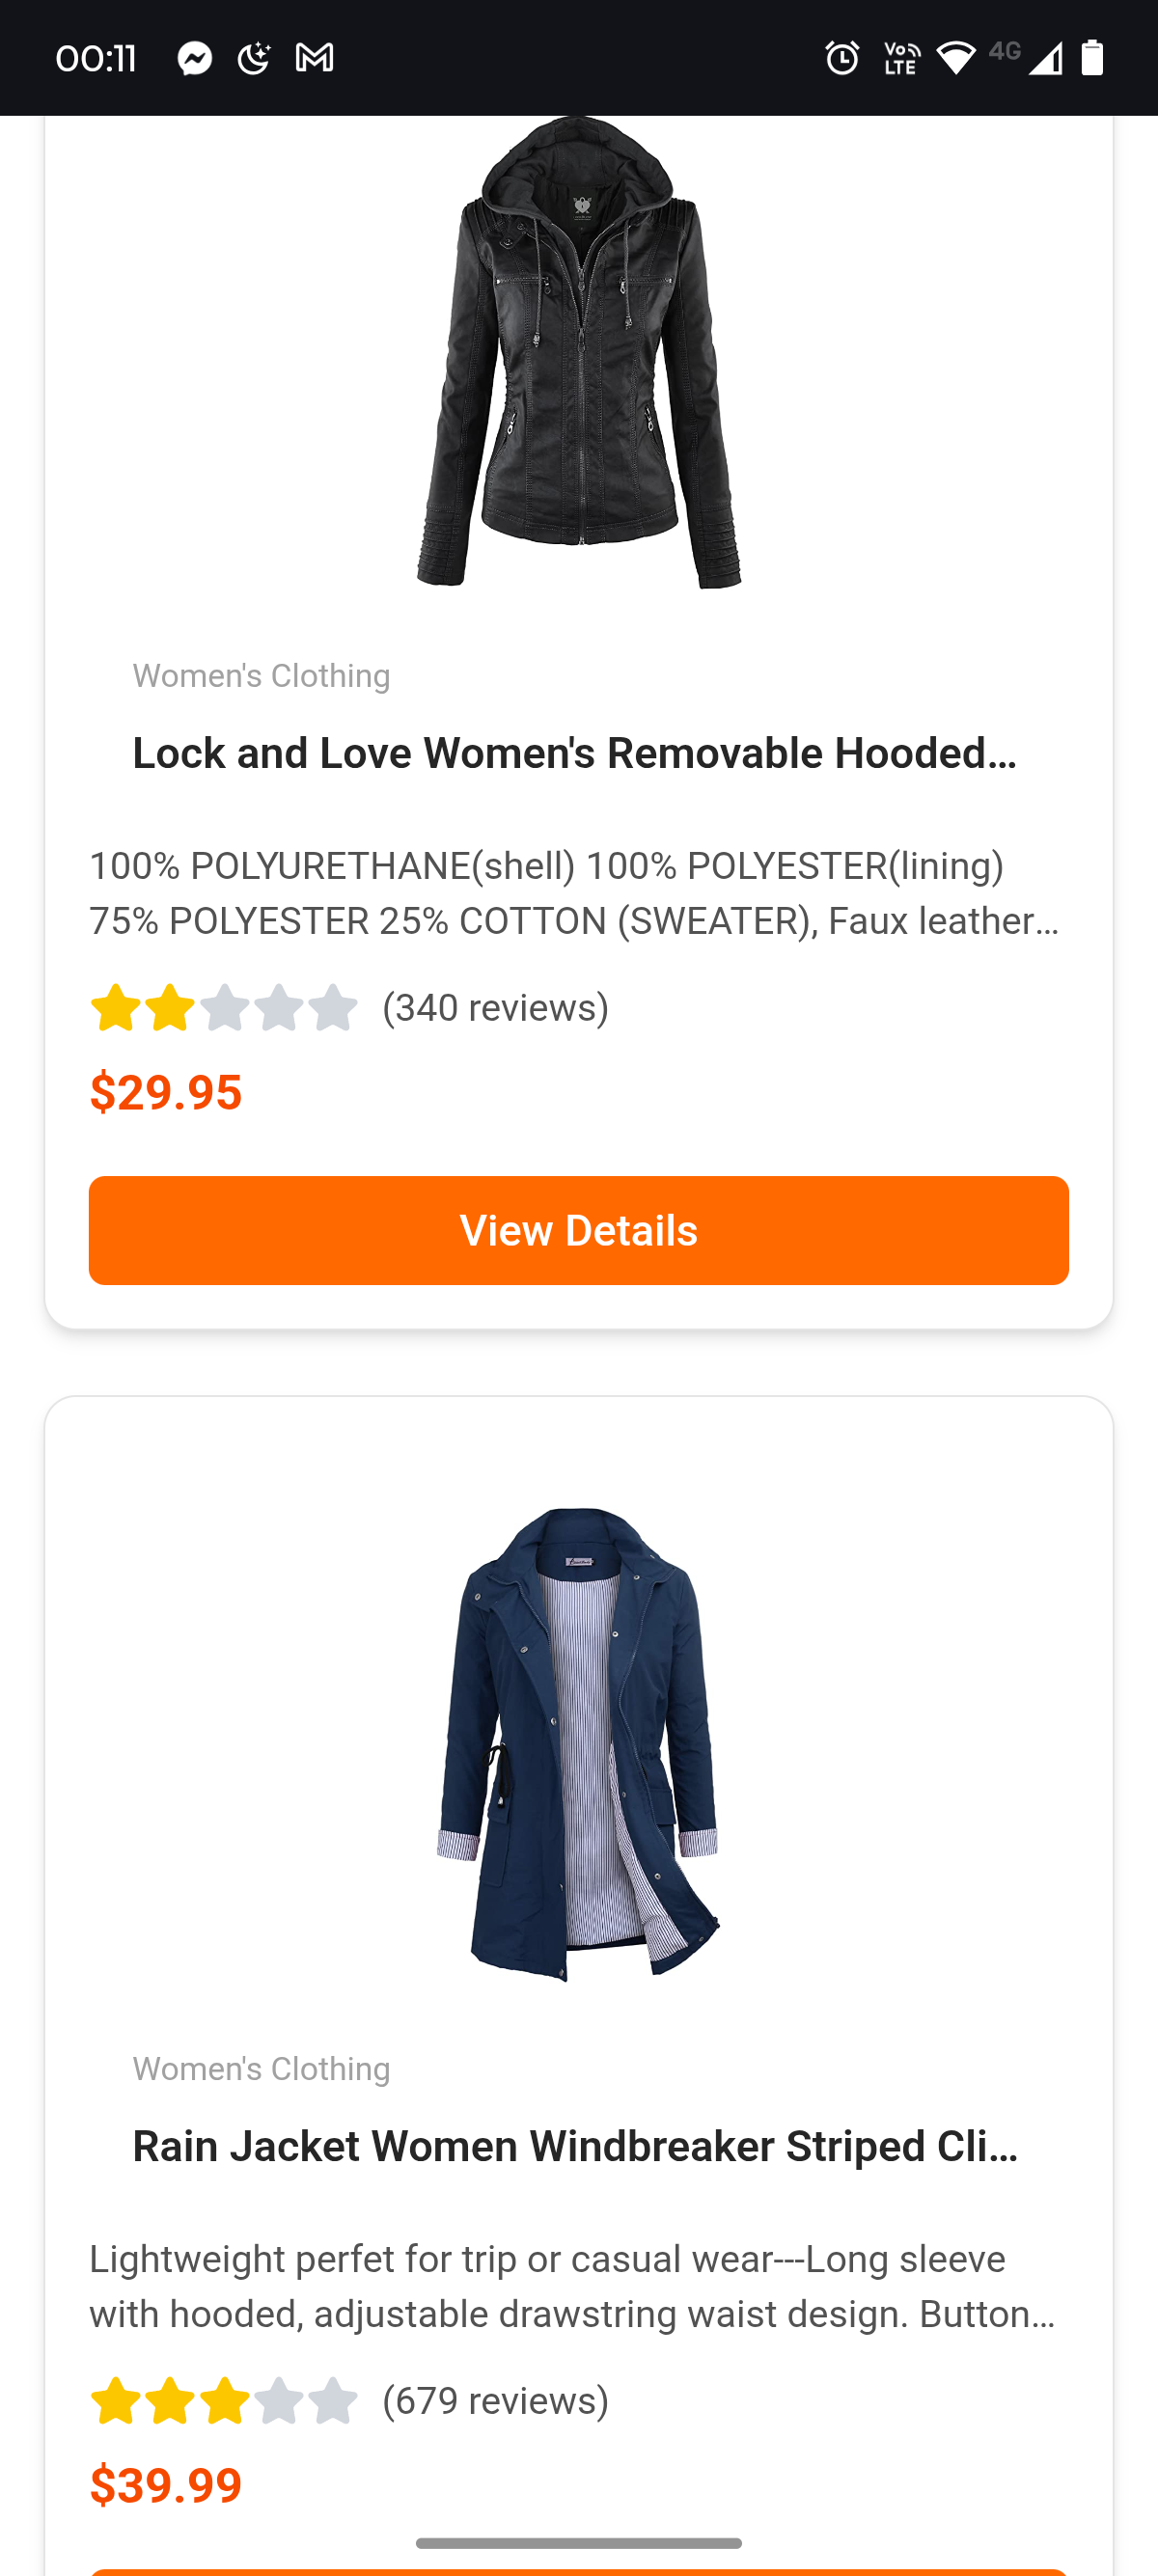 00:11
Vo
LTE
4G
Women's Clothing
Lock and Love Women's Removable Hooded...
100% POLYURETHANE(shell) 100% POLYESTER(lining)
75% POLYESTER 25% COTTON (SWEATER), Faux leather...
(340 reviews)
$29.95
View Details
Women's Clothing
Rain Jacket Women Windbreaker Striped Cli...
Lightweight perfet for trip or casual wear---Long sleeve
with hooded, adjustable drawstring waist design. Button...
(679 reviews)
$39.99